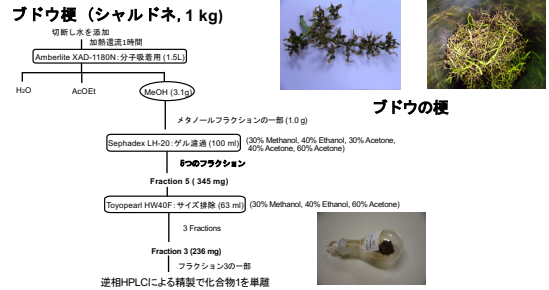 ブドウ梗（シャルドネ, 1 kg)
切断し水を添加
加熱還流1時間
Amberlite XAD-1180N：分子吸着用 (1.5L)
H₂O
AcOEt
MeOH (3.1g)
メタノールフラクションの一部 (1.0 g)
Sephadex LH-20：ゲル濾過 (100 ml)
(30% Methanol, 40% Ethanol, 30% Acetone,
40% Acetone, 60% Acetone)
5つのフラクション
Fraction 5 ( 345 mg)
Toyopearl HW40F：サイズ排除 (63 ml)
(30% Methanol, 40% Ethanol, 60% Acetone)
3 Fractions
Fraction 3 (236 mg)
フラクション3の一部
逆相HPLCによる精製で化合物1を単離
ブドウの梗